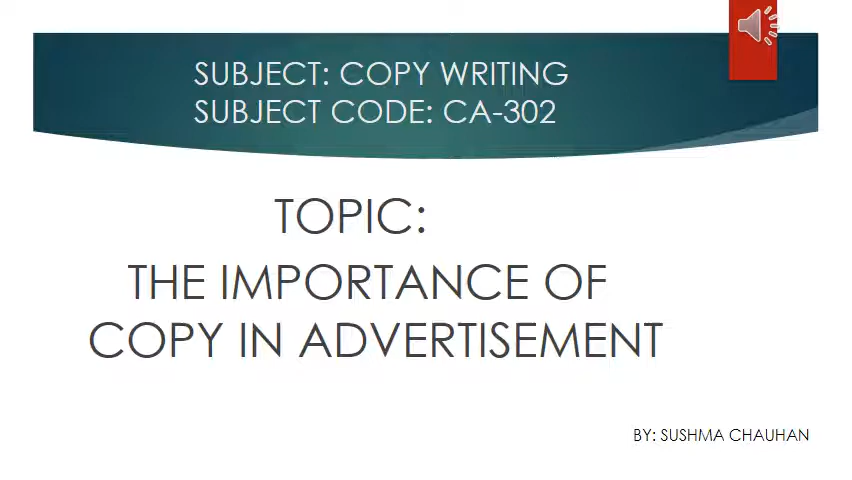 SUBJECT: COPY WRITING
SUBJECT CODE: CA-302
TOPIC:
THE IMPORTANCE OF
COPY IN ADVERTISEMENT
BY: SUSHMA CHAUHAN